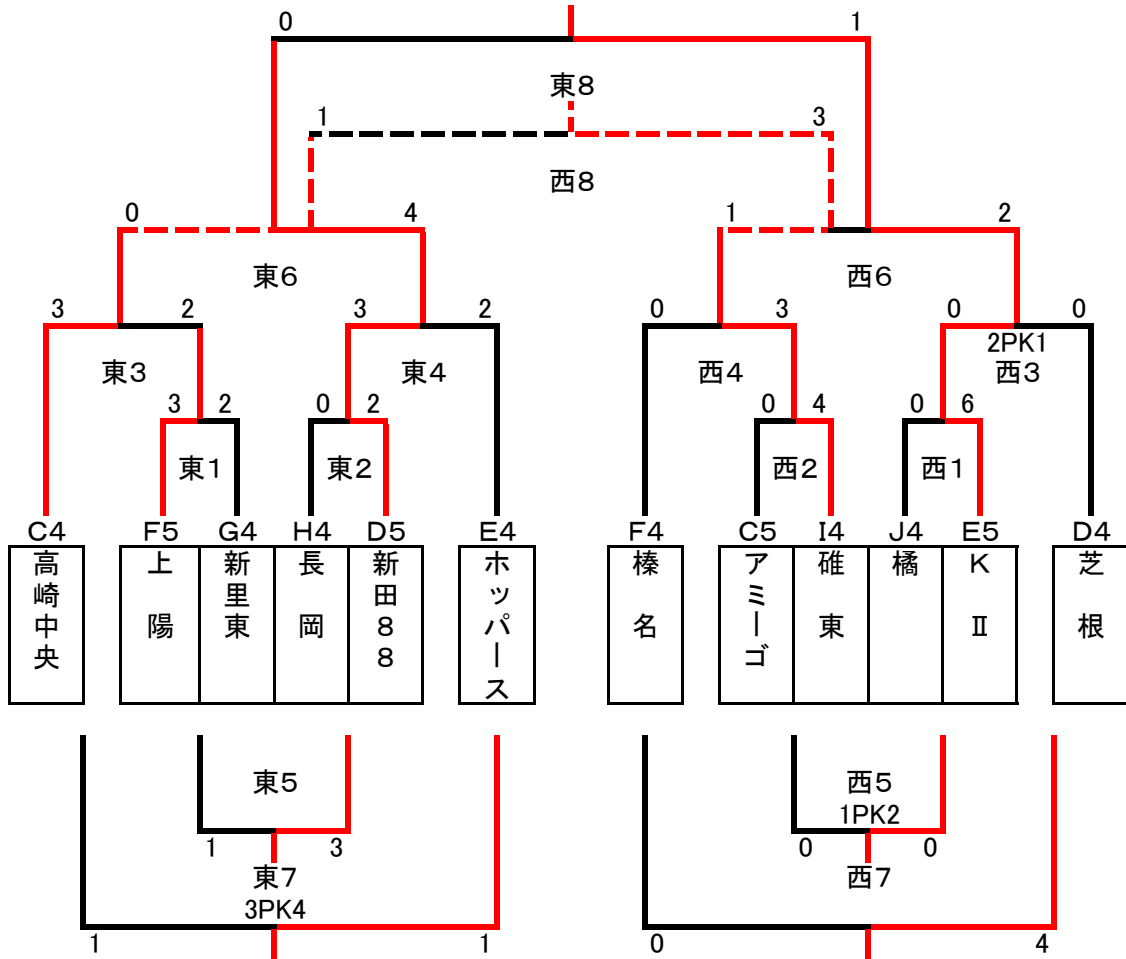 0 1
東8
1 3
西8
0 4 1 2
東6 西6
3 2 3 2 0 3 0 0
2PK1
東3 東4 西4 西3
3 2 0 2 0 4 0 6
東1 東2 西2 西1
C4 F5 G4 H4 D5 E4 F4 C5 I4 J4 E5 D4
高崎中央
上陽
新里東
長岡
新田88
ホッパース
榛名
アミーゴ
碓東
橘
KⅡ
芝根
東5 西5
1PK2
1 3 0 0
東7 西7
3PK4
1 1 0 4